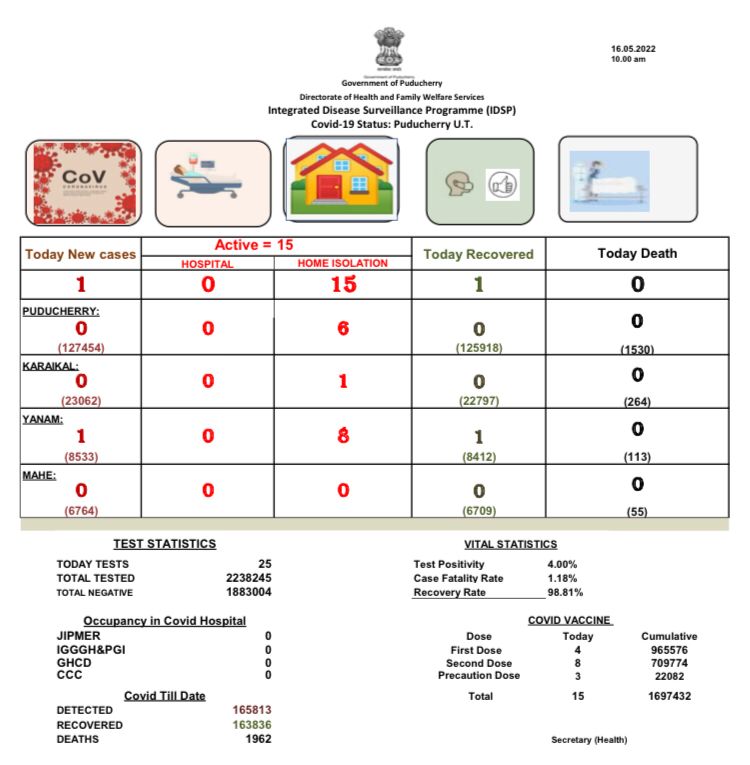 16.05.2022
10.00 am
Government of Puducherry
Government of Puducherry
Directorate of Health and Family Welfare Services
Integrated Disease Surveillance Programme (IDSP)
Covid-19 Status: Puducherry U.T.
CoV
CORONAVIRUS
Today New cases
Active = 15
HOSPITAL
HOME ISOLATION
Today Recovered
Today Death
1 0 15 1 0
PUDUCHERRY:
0 0 6 0 0
(127454) (125918) (1530)
KARAIKAL:
0 0 1 0 0
(23062) (22797) (264)
YANAM:
1 0 8 1 0
(8533) (8412) (113)
MAHE:
0 0 0 0 0
(6764) (6709) (55)
TEST STATISTICS
TODAY TESTS 25
TOTAL TESTED 2238245
TOTAL NEGATIVE 1883004
VITAL STATISTICS
Test Positivity 4.00%
Case Fatality Rate 1.18%
Recovery Rate 98.81%
Occupancy in Covid Hospital
JIPMER 0
IGGGH&PGI 0
GHCD 0
CCC 0
COVID VACCINE
Dose Today Cumulative
First Dose 4 965576
Second Dose 8 709774
Precaution Dose 3 22082
Total 15 1697432
Covid Till Date
DETECTED 165813
RECOVERED 163836
DEATHS 1962
Secretary (Health)